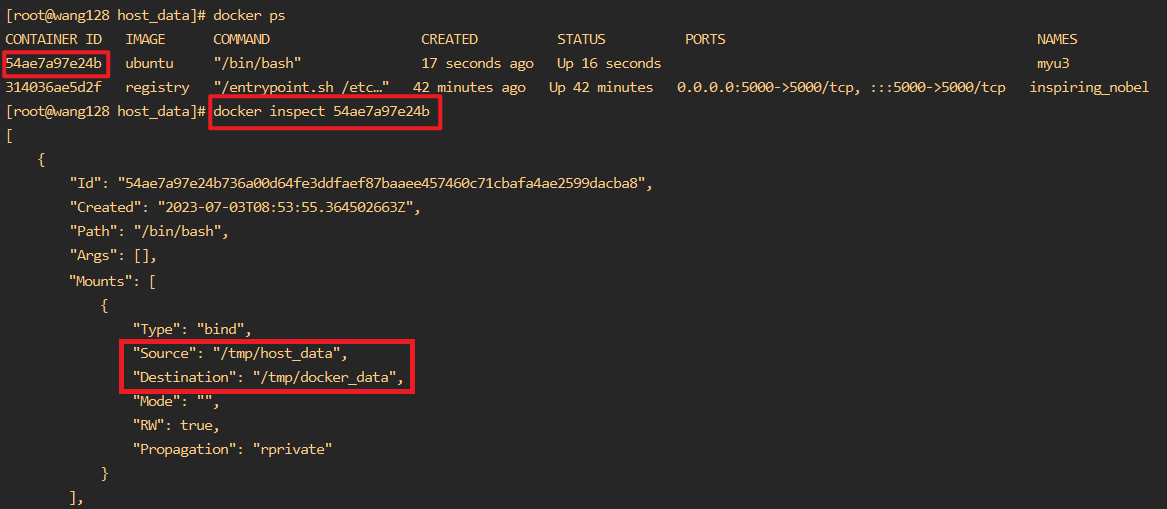 [root@wang128 host_data]# docker ps
CONTAINER ID   IMAGE      COMMAND                  CREATED          STATUS          PORTS                                       NAMES
54ae7a97e24b   ubuntu     "/bin/bash"              17 seconds ago   Up 16 seconds                                               myu3
314036ae5d2f   registry   "/entrypoint.sh /etc…"   42 minutes ago   Up 42 minutes   0.0.0.0:5000->5000/tcp, :::5000->5000/tcp   inspiring_nobel
[root@wang128 host_data]# docker inspect 54ae7a97e24b
[
    {
        "Id": "54ae7a97e24b736a00d64fe3ddfaef87baaee457460c71cbafa4ae2599dacba8",
        "Created": "2023-07-03T08:53:55.364502663Z",
        "Path": "/bin/bash",
        "Args": [],
        "Mounts": [
            {
                "Type": "bind",
                "Source": "/tmp/host_data",
                "Destination": "/tmp/docker_data",
                "Mode": "",
                "RW": true,
                "Propagation": "rprivate"
            }
        ],